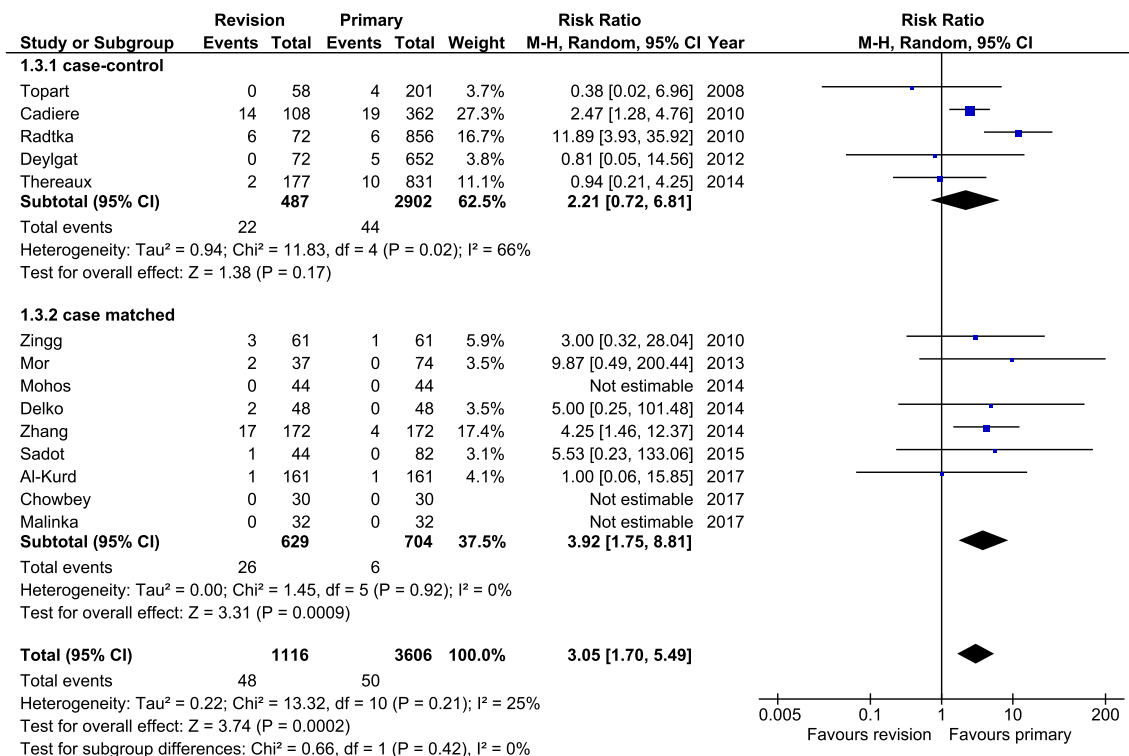 Revision Primary Risk Ratio Risk Ratio
Study or Subgroup Events Total Events Total Weight M-H, Random, 95% CI Year M-H, Random, 95% CI
1.3.1 case-control
Topart 0 58 4 201 3.7% 0.38 [0.02, 6.96] 2008
Cadiere 14 108 19 362 27.3% 2.47 [1.28, 4.76] 2010
Radtka 6 72 6 856 16.7% 11.89 [3.93, 35.92] 2010
Deylgat 0 72 5 652 3.8% 0.81 [0.05, 14.56] 2012
Thereaux 2 177 10 831 11.1% 0.94 [0.21, 4.25] 2014
Subtotal (95% CI) 487 2902 62.5% 2.21 [0.72, 6.81]
Total events 22 44
Heterogeneity: Tau² = 0.94; Chi² = 11.83, df = 4 (P = 0.02); I² = 66%
Test for overall effect: Z = 1.38 (P = 0.17)
1.3.2 case matched
Zingg 3 61 1 61 5.9% 3.00 [0.32, 28.04] 2010
Mor 2 37 0 74 3.5% 9.87 [0.49, 200.44] 2013
Mohos 0 44 0 44 Not estimable 2014
Delko 2 48 0 48 3.5% 5.00 [0.25, 101.48] 2014
Zhang 17 172 4 172 17.4% 4.25 [1.46, 12.37] 2014
Sadot 1 44 0 82 3.1% 5.53 [0.23, 133.06] 2015
Al-Kurd 1 161 1 161 4.1% 1.00 [0.06, 15.85] 2017
Chowbey 0 30 0 30 Not estimable 2017
Malinka 0 32 0 32 Not estimable 2017
Subtotal (95% CI) 629 704 37.5% 3.92 [1.75, 8.81]
Total events 26 6
Heterogeneity: Tau² = 0.00; Chi² = 1.45, df = 5 (P = 0.92); I² = 0%
Test for overall effect: Z = 3.31 (P = 0.0009)
Total (95% CI) 1116 3606 100.0% 3.05 [1.70, 5.49]
Total events 48 50
Heterogeneity: Tau² = 0.22; Chi² = 13.32, df = 10 (P = 0.21); I² = 25%
Test for overall effect: Z = 3.74 (P = 0.0002)
Test for subgroup differences: Chi² = 0.66, df = 1 (P = 0.42), I² = 0%
0.005 0.1 1 10 200
Favours revision Favours primary